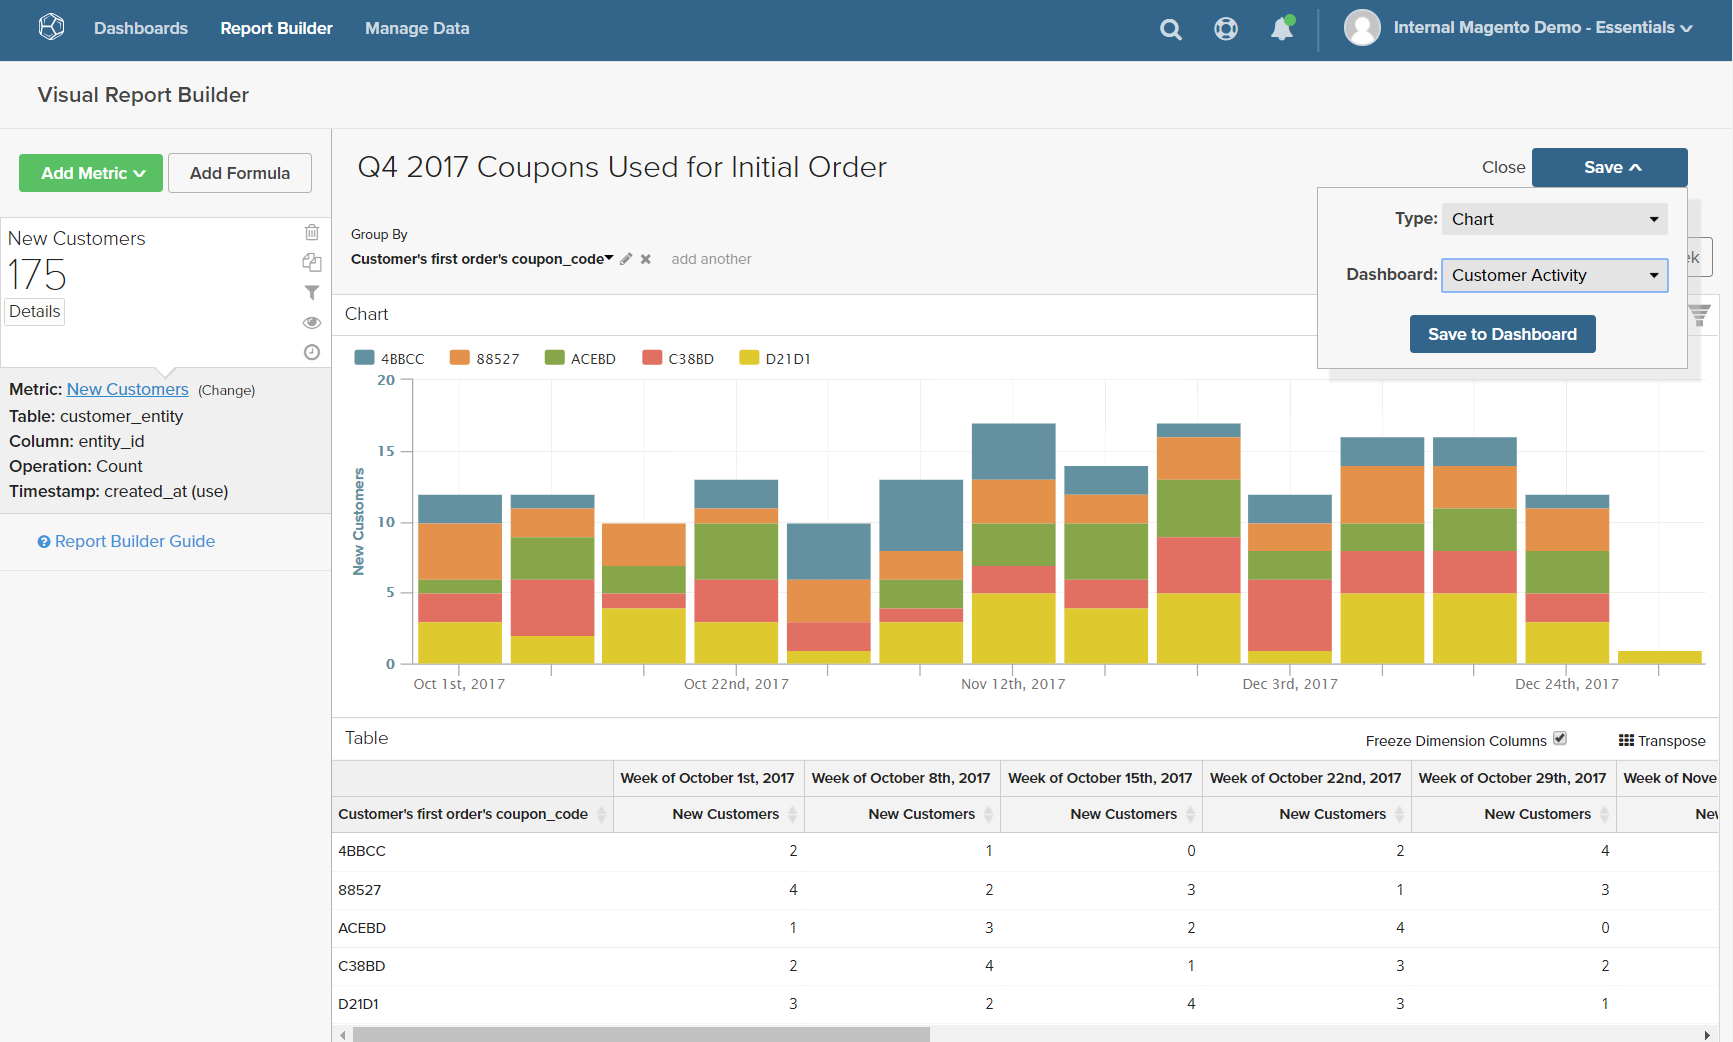 Dashboards Report Builder Manage Data Internal Magento Demo - Essentials
Visual Report Builder
Add Metric Add Formula
New Customers
175
Details
Metric: New Customers (Change)
Table: customer_entity
Column: entity_id
Operation: Count
Timestamp: created_at (use)
Report Builder Guide
Q4 2017 Coupons Used for Initial Order
Close Save
Type: Chart
Dashboard: Customer Activity
Save to Dashboard
Group By
Customer's first order's coupon_code add another
Chart
4BBCC 88527 ACEBD C38BD D21D1
New Customers
20
15
10
5
0
Oct 1st, 2017 Oct 22nd, 2017 Nov 12th, 2017 Dec 3rd, 2017 Dec 24th, 2017
Table
Freeze Dimension Columns Transpose
Week of October 1st, 2017 Week of October 8th, 2017 Week of October 15th, 2017 Week of October 22nd, 2017 Week of October 29th, 2017 Week of Nove
Customer's first order's coupon_code New Customers New Customers New Customers New Customers New Customers
4BBCC 2 1 0 2 4
88527 4 2 3 1 3
ACEBD 1 3 2 4 0
C38BD 2 4 1 3 2
D21D1 3 2 4 3 1